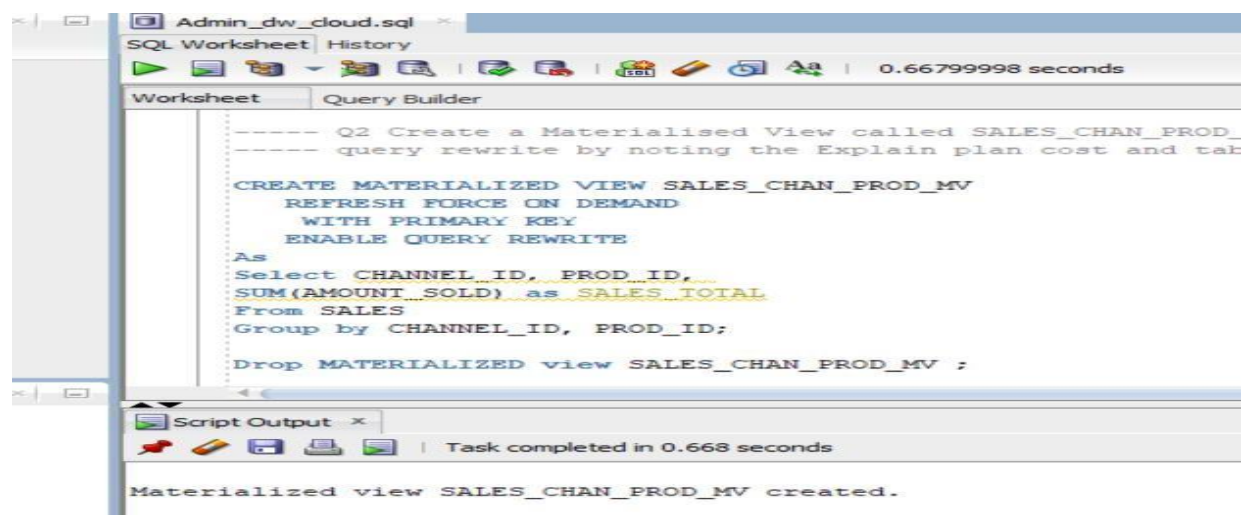 Admin_dw_cloud.sql
SQL Worksheet History
0.66799998 seconds
Worksheet Query Builder
----- Q2 Create a Materialised View called SALES_CHAN_PROD_
----- query rewrite by noting the Explain plan cost and tab
CREATE MATERIALIZED VIEW SALES_CHAN_PROD_MV
REFRESH FORCE ON DEMAND
WITH PRIMARY KEY
ENABLE QUERY REWRITE
As
Select CHANNEL_ID, PROD_ID,
SUM(AMOUNT_SOLD) as SALES_TOTAL
From SALES
Group by CHANNEL_ID, PROD_ID;
Drop MATERIALIZED view SALES_CHAN_PROD_MV ;
Script Output
Task completed in 0.668 seconds
Materialized view SALES_CHAN_PROD_MV created.